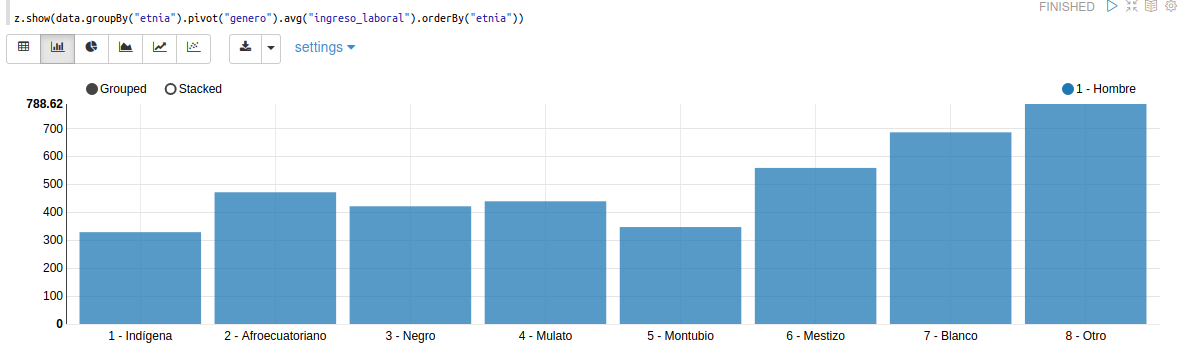 FINISHED
z.show(data.groupBy("etnia").pivot("genero").avg("ingreso_laboral").orderBy("etnia"))
settings
Grouped Stacked 1 - Hombre
788.62
700
600
500
400
300
200
100
0
1 - Indígena 2 - Afroecuatoriano 3 - Negro 4 - Mulato 5 - Montubio 6 - Mestizo 7 - Blanco 8 - Otro